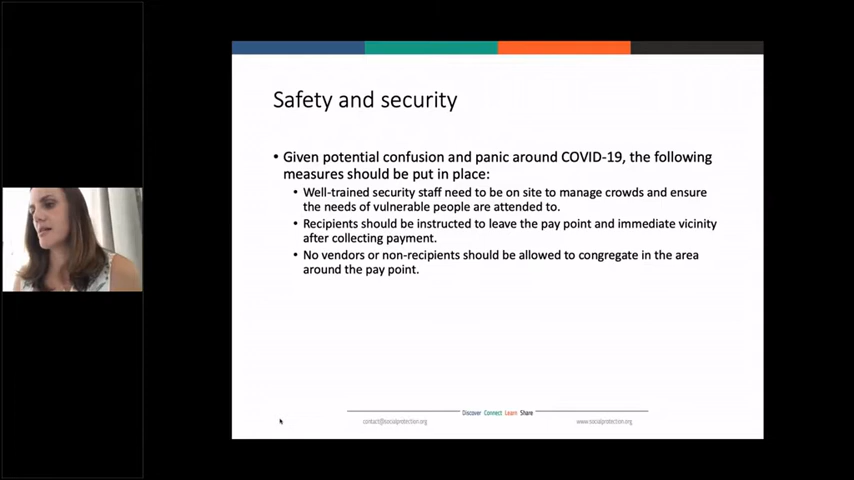 Safety and security
• Given potential confusion and panic around COVID-19, the following
measures should be put in place:
• Well-trained security staff need to be on site to manage crowds and ensure
the needs of vulnerable people are attended to.
• Recipients should be instructed to leave the pay point and immediate vicinity
after collecting payment.
• No vendors or non-recipients should be allowed to congregate in the area
around the pay point.
Discover Connect Learn Share
contact@socialprotection.org www.socialprotection.org